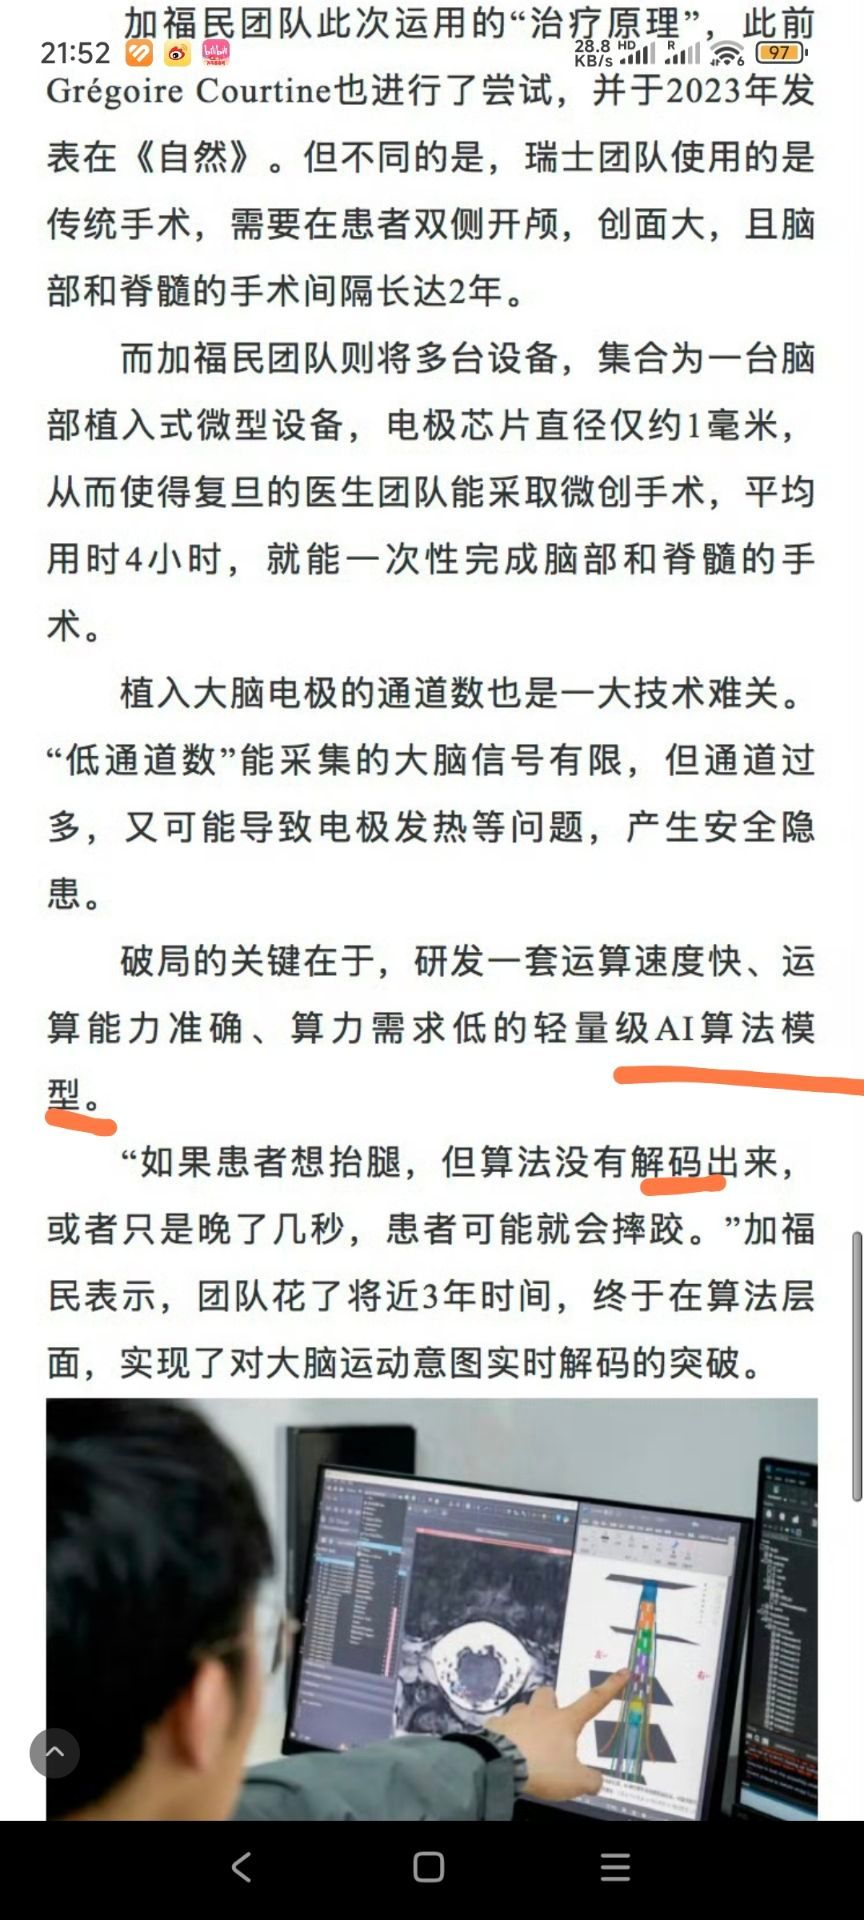 加福民团队此次运用的“治疗原理”，此前
21:52
28.8 KB/s
HD
R
6
97
Grégoire Courtine也进行了尝试，并于2023年发
表在《自然》。但不同的是，瑞士团队使用的是
传统手术，需要在患者双侧开颅，创面大，且脑
部和脊髓的手术间隔长达2年。
而加福民团队则将多台设备，集合为一台脑
部植入式微型设备，电极芯片直径仅约1毫米，
从而使得复旦的医生团队能采取微创手术，平均
用时4小时，就能一次性完成脑部和脊髓的手
术。
植入大脑电极的通道数也是一大技术难关。
“低通道数”能采集的大脑信号有限，但通道过
多，又可能导致电极发热等问题，产生安全隐
患。
破局的关键在于，研发一套运算速度快、运
算能力准确、算力需求低的轻量级AI算法模
型。
“如果患者想抬腿，但算法没有解码出来，
或者只是晚了几秒，患者可能就会摔跤。”加福
民表示，团队花了将近3年时间，终于在算法层
面，实现了对大脑运动意图实时解码的突破。
左
右